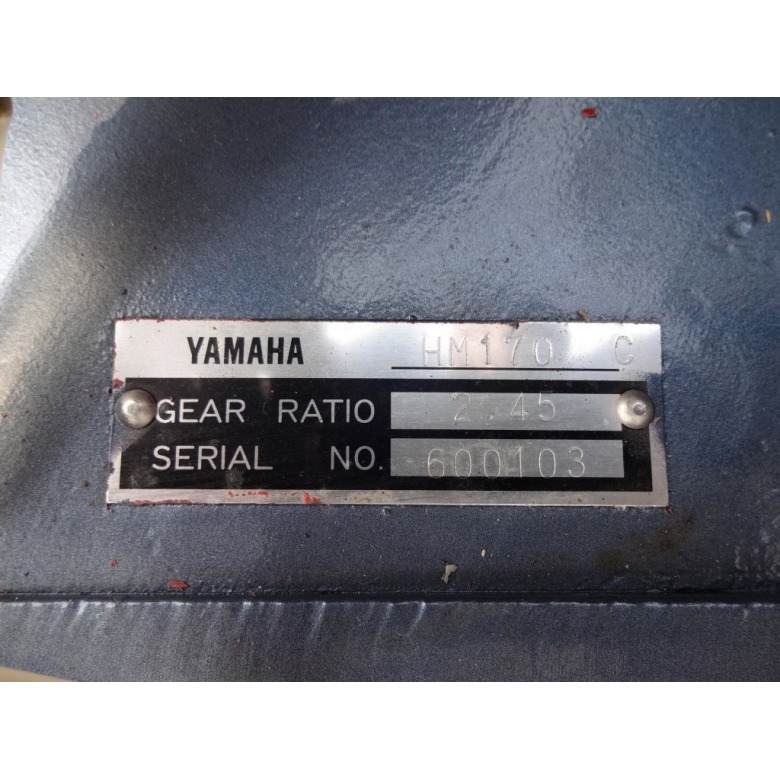 YAMAHA HM170 C
GEAR RATIO 2.45
SERIAL NO. 600103